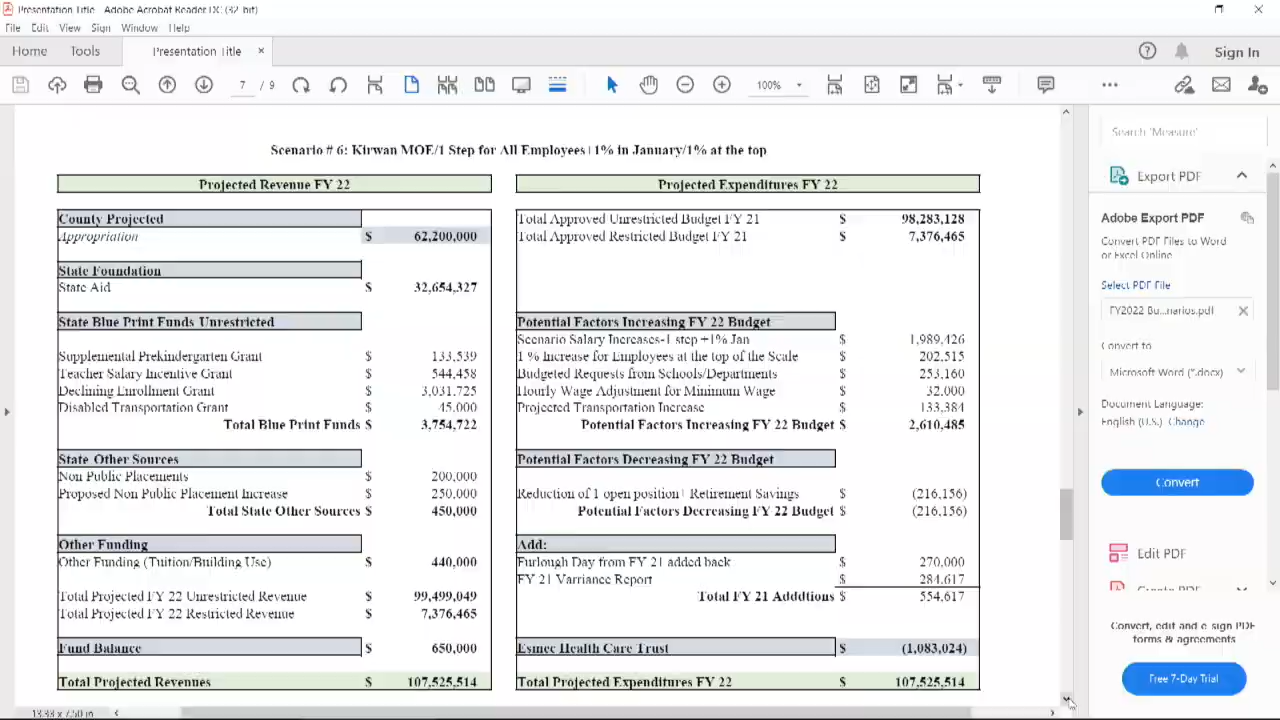 Presentation Title - Adobe Acrobat Reader DC (32-bit)
File Edit View Sign Window Help
Home Tools Presentation Title × Sign In
7 / 9 100%
Scenario # 6: Kirwan MOE/1 Step for All Employees+1% in January/1% at the top
Projected Revenue FY 22
County Projected
Appropriation $ 62,200,000
State Foundation
State Aid $ 32,654,327
State Blue Print Funds Unrestricted
Supplemental Prekindergarten Grant $ 133,539
Teacher Salary Incentive Grant $ 544,458
Declining Enrollment Grant $ 3,031,725
Disabled Transportation Grant $ 45,000
Total Blue Print Funds $ 3,754,722
State Other Sources
Non Public Placements $ 200,000
Proposed Non Public Placement Increase $ 250,000
Total State Other Sources $ 450,000
Other Funding
Other Funding (Tuition/Building Use) $ 440,000
Total Projected FY 22 Unrestricted Revenue $ 99,499,049
Total Projected FY 22 Restricted Revenue $ 7,376,465
Fund Balance $ 650,000
Total Projected Revenues $ 107,525,514
Projected Expenditures FY 22
Total Approved Unrestricted Budget FY 21 $ 98,283,128
Total Approved Restricted Budget FY 21 $ 7,376,465
Potential Factors Increasing FY 22 Budget
Scenario Salary Increases-1 step +1% Jan $ 1,989,426
1 % Increase for Employees at the top of the Scale $ 202,515
Budgeted Requests from Schools/Departments $ 253,160
Hourly Wage Adjustment for Minimum Wage $ 32,000
Projected Transportation Increase $ 133,384
Potential Factors Increasing FY 22 Budget $ 2,610,485
Potential Factors Decreasing FY 22 Budget
Reduction of 1 open position+ Retirement Savings $ (216,156)
Potential Factors Decreasing FY 22 Budget $ (216,156)
Add:
Furlough Day from FY 21 added back $ 270,000
FY 21 Varriance Report $ 284,617
Total FY 21 Adddtions $ 554,617
Esmec Health Care Trust $ (1,083,024)
Total Projected Expenditures FY 22 $ 107,525,514
Search 'Measure'
Export PDF
Adobe Export PDF
Convert PDF Files to Word
or Excel Online
Select PDF File
FY2022 Bu...narios.pdf
Convert to
Microsoft Word (*.docx)
Document Language:
English (U.S.) Change
Convert
Edit PDF
Create PDF
Convert, edit and e-sign PDF
forms & agreements
Free 7-Day Trial
13.33 x 7.50 in